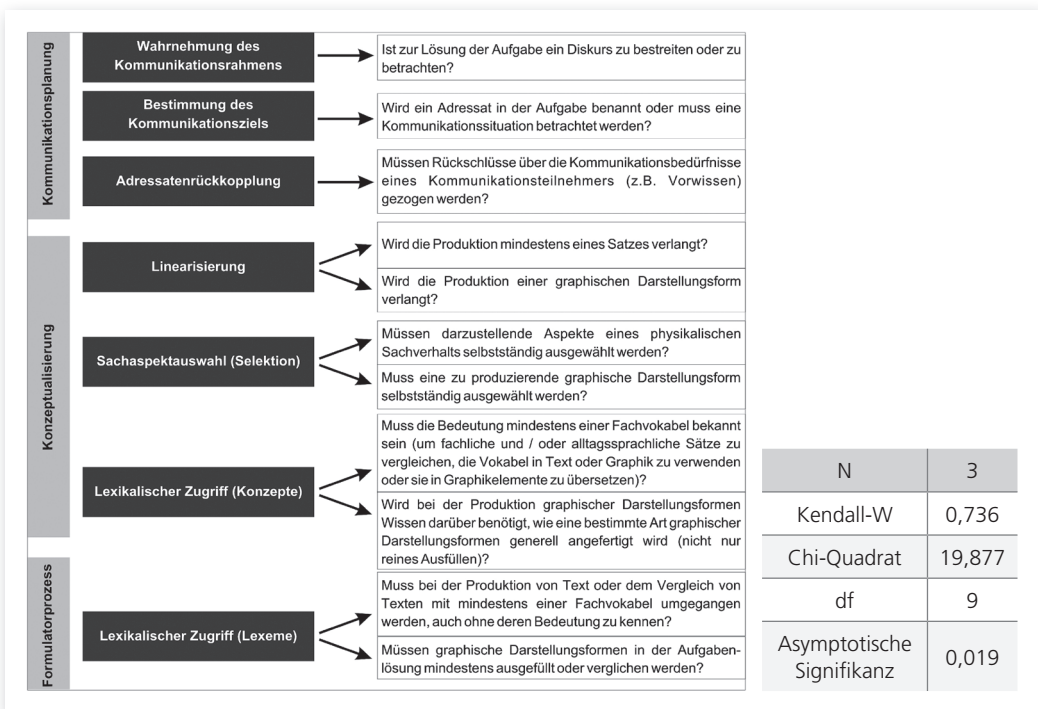 Kommunikationsplanung
Wahrnehmung des
Kommunikationsrahmens
Ist zur Lösung der Aufgabe ein Diskurs zu bestreiten oder zu
betrachten?
Bestimmung des
Kommunikationsziels
Wird ein Adressat in der Aufgabe benannt oder muss eine
Kommunikationssituation betrachtet werden?
Adressatenrückkopplung
Müssen Rückschlüsse über die Kommunikationsbedürfnisse
eines Kommunikationsteilnehmers (z.B. Vorwissen)
gezogen werden?
Konzeptualisierung
Linearisierung
Wird die Produktion mindestens eines Satzes verlangt?
Wird die Produktion einer graphischen Darstellungsform
verlangt?
Sachaspektauswahl (Selektion)
Müssen darzustellende Aspekte eines physikalischen
Sachverhalts selbstständig ausgewählt werden?
Muss eine zu produzierende graphische Darstellungsform
selbstständig ausgewählt werden?
Lexikalischer Zugriff (Konzepte)
Muss die Bedeutung mindestens einer Fachvokabel bekannt
sein (um fachliche und / oder alltagssprachliche Sätze zu
vergleichen, die Vokabel in Text oder Graphik zu verwenden
oder sie in Graphikelemente zu übersetzen)?
Wird bei der Produktion graphischer Darstellungsformen
Wissen darüber benötigt, wie eine bestimmte Art graphischer
Darstellungsformen generell angefertigt wird (nicht nur
reines Ausfüllen)?
Formulatorprozess
Lexikalischer Zugriff (Lexeme)
Muss bei der Produktion von Text oder dem Vergleich von
Texten mit mindestens einer Fachvokabel umgegangen
werden, auch ohne deren Bedeutung zu kennen?
Müssen graphische Darstellungsformen in der Aufgaben-
lösung mindestens ausgefüllt oder verglichen werden?
N 3
Kendall-W 0,736
Chi-Quadrat 19,877
df 9
Asymptotische
Signifikanz 0,019